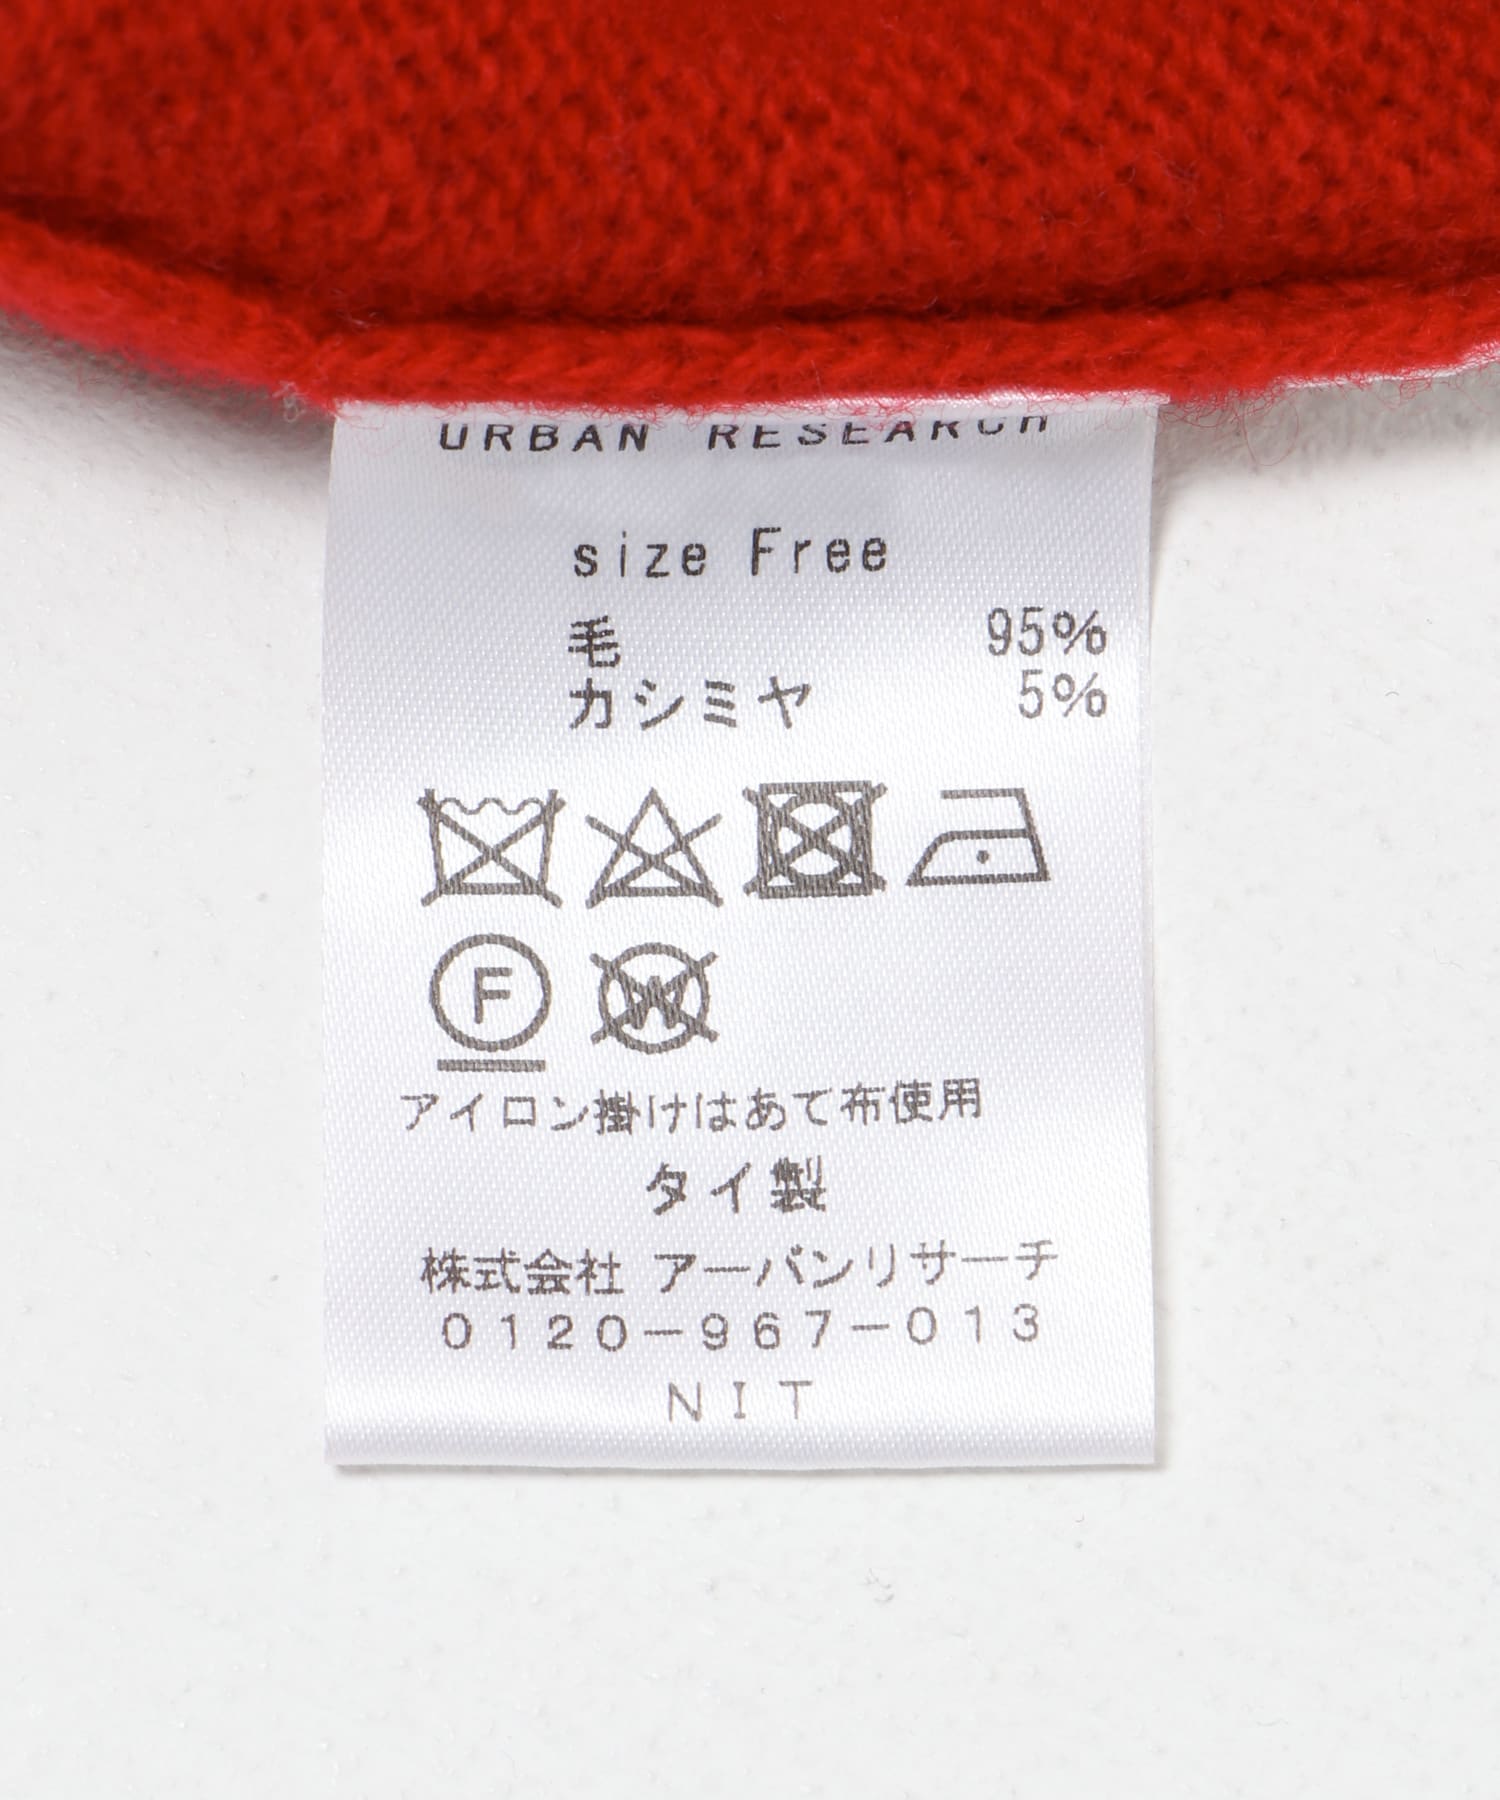 URBAN RESEARCH
size Free
毛 95%
カシミヤ 5%
F W
アイロン掛けはあて布使用
タイ製
株式会社 アーバンリサーチ
0120-967-013
NIT